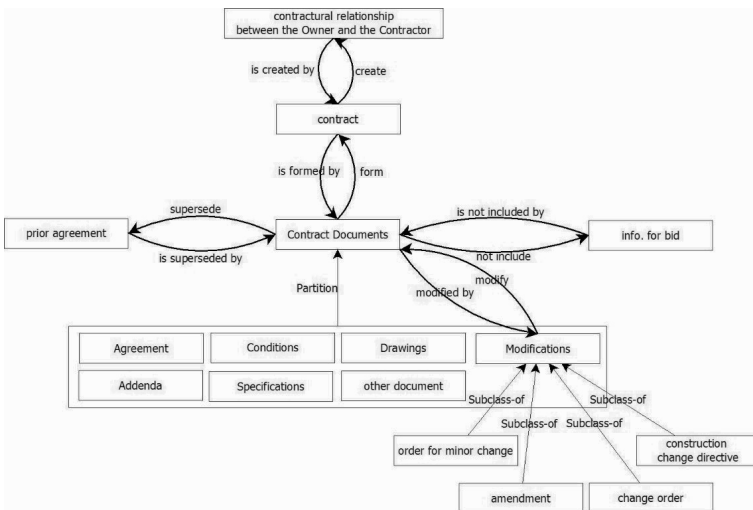 contractural relationship
between the Owner and the Contractor
is created by
create
contract
is formed by
form
supersede
is not included by
prior agreement
Contract Documents
info. for bid
is superseded by
not include
modify
modified by
Partition
Agreement
Conditions
Drawings
Modifications
Addenda
Specifications
other document
Subclass-of
Subclass-of
Subclass-of
Subclass-of
order for minor change
construction
change directive
amendment
change order